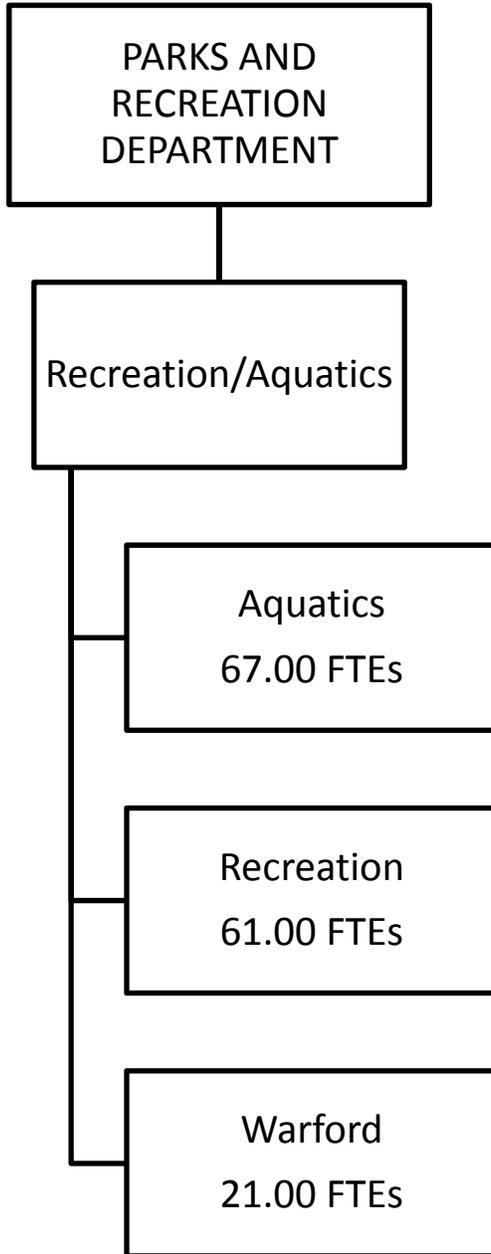 PARKS AND
RECREATION
DEPARTMENT
Recreation/Aquatics
Aquatics
67.00 FTEs
Recreation
61.00 FTEs
Warford
21.00 FTEs